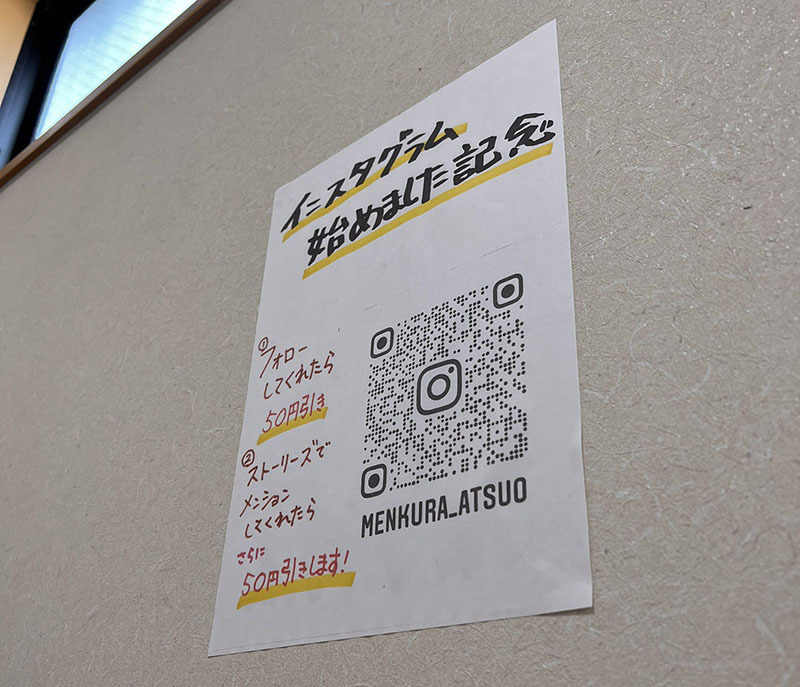 インスタグラム
始めました記念
①
フォロー
してくれたら
50円引き
②
ストーリーズで
メンション
してくれたら
さらに
50円引きします!
MENKURA_ATSUO